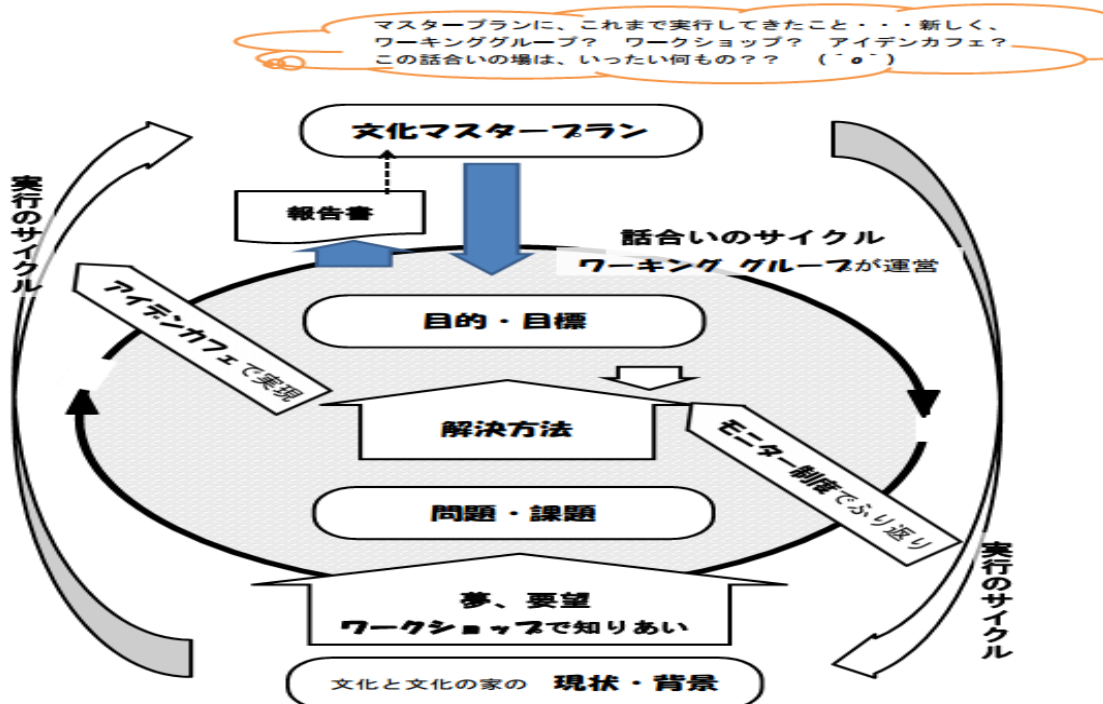 マスタープランに、これまで実行してきたこと・・・新しく、
ワーキンググループ？　ワークショップ？　アイデンカフェ？
この話合いの場は、いったい何もの？？　（＾o＾）
文化マスタープラン
実行のサイクル
報告書
話合いのサイクル
ワーキング グループが運営
目的・目標
アイデンカフェで実現
解決方法
モニター制度でふり返り
問題・課題
実行のサイクル
夢、要望
ワークショップで知りあい
文化と文化の家の　現状・背景